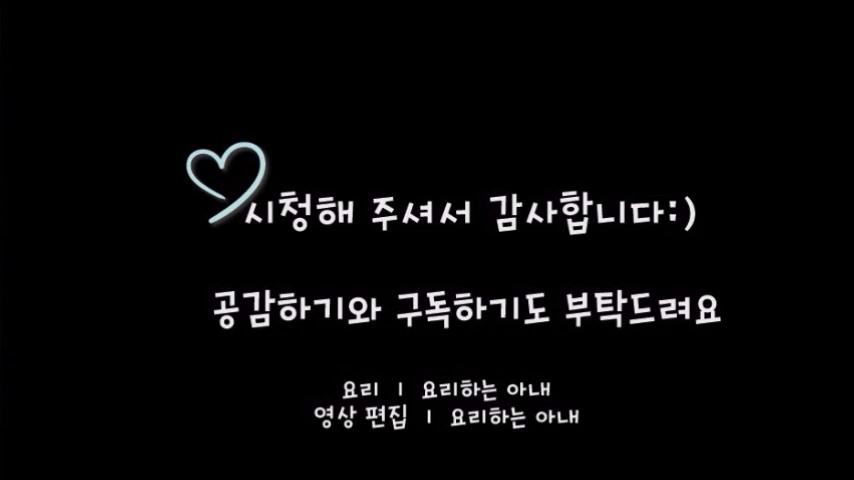 시청해 주셔서 감사합니다:)
공감하기와 구독하기도 부탁드려요
요리 ㅣ 요리하는 아내
영상 편집 ㅣ 요리하는 아내